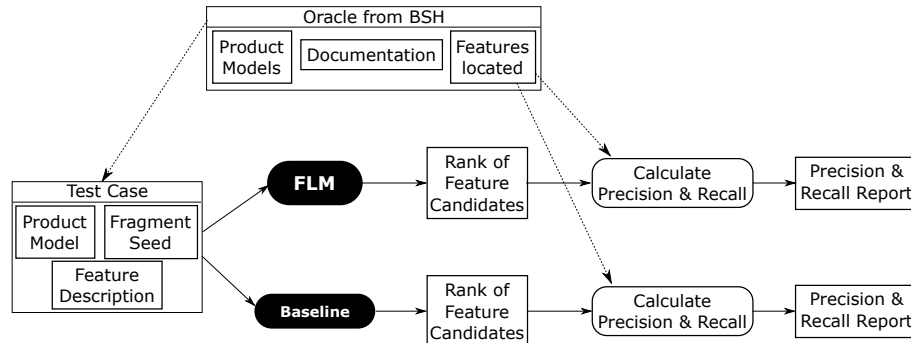 Oracle from BSH
Product
Models
Documentation
Features
located
Test Case
Product
Model
Fragment
Seed
Feature
Description
FLM
Rank of
Feature
Candidates
Calculate
Precision & Recall
Precision &
Recall Report
Baseline
Rank of
Feature
Candidates
Calculate
Precision & Recall
Precision &
Recall Report